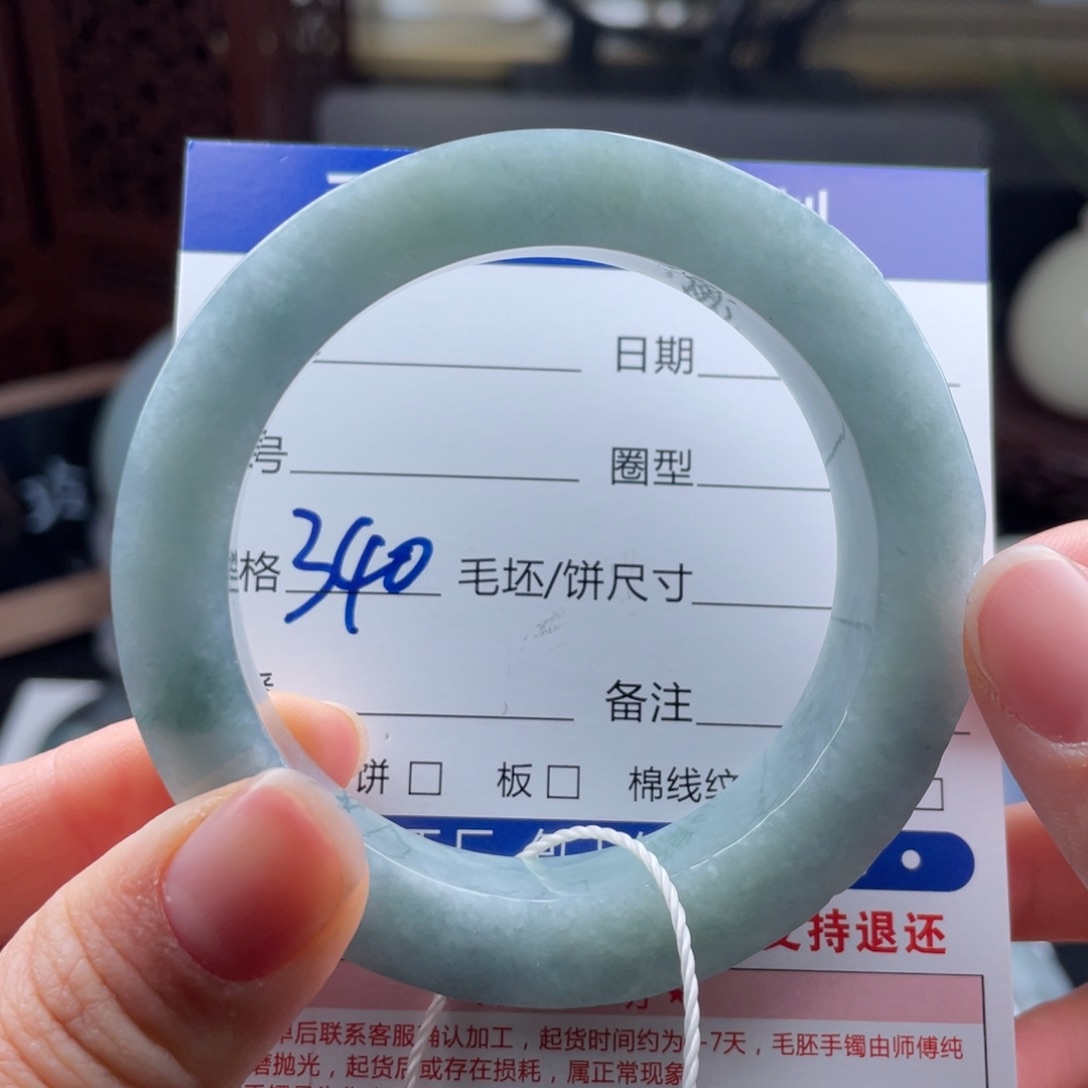 日期
号 圈型
格 340 毛坯/饼尺寸
备注
饼 □ 板 □ 棉线纹 □
支持退还
单后联系客服确认加工，起货时间约为 -7天，毛胚手镯由师傅纯
磨抛光，起货后或存在损耗，属正常现象